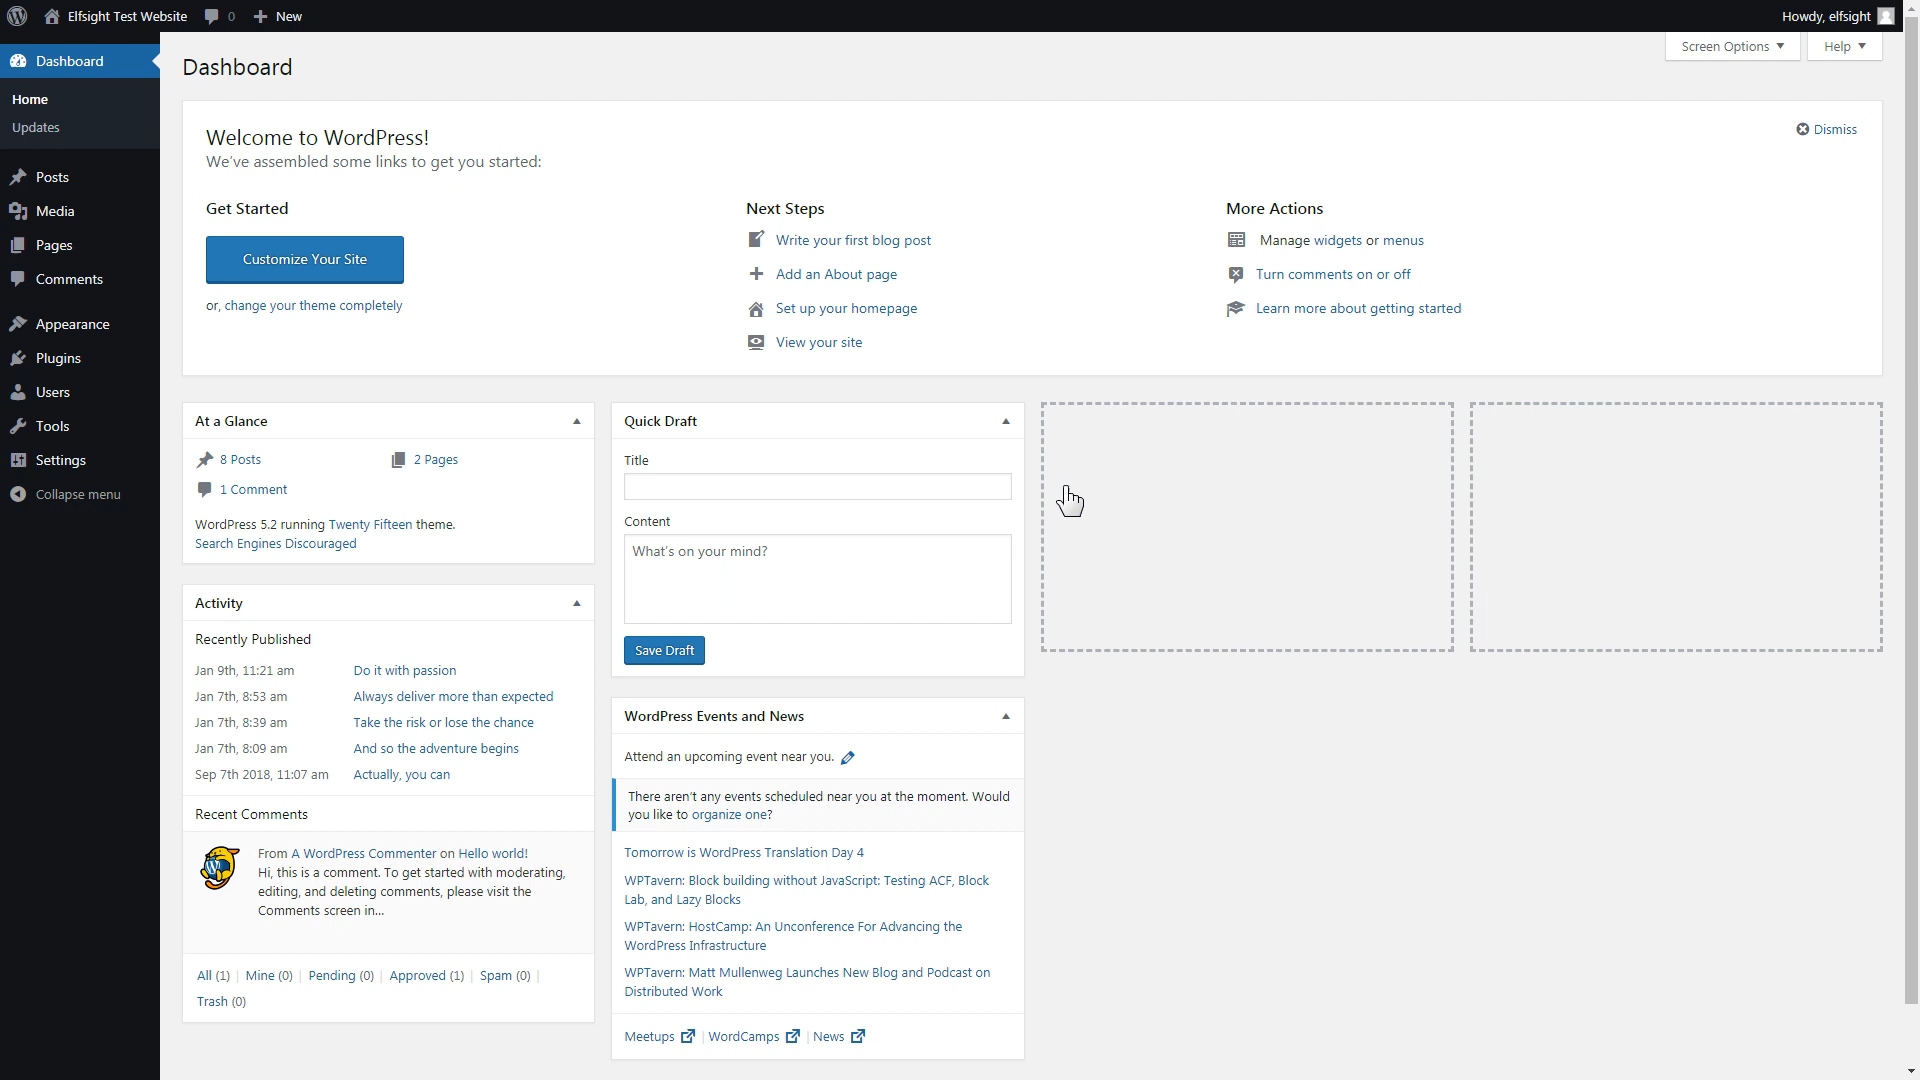 Elfsight Test Website
0
New
Howdy, elfsight
Dashboard
Home
Updates
Posts
Media
Pages
Comments
Appearance
Plugins
Users
Tools
Settings
Collapse menu
Screen Options
Help
Dashboard
Welcome to WordPress!
We've assembled some links to get you started:
Dismiss
Get Started
Customize Your Site
or, change your theme completely
Next Steps
Write your first blog post
Add an About page
Set up your homepage
View your site
More Actions
Manage widgets or menus
Turn comments on or off
Learn more about getting started
At a Glance
8 Posts
2 Pages
1 Comment
WordPress 5.2 running Twenty Fifteen theme.
Search Engines Discouraged
Activity
Recently Published
Jan 9th, 11:21 am Do it with passion
Jan 7th, 8:53 am Always deliver more than expected
Jan 7th, 8:39 am Take the risk or lose the chance
Jan 7th, 8:09 am And so the adventure begins
Sep 7th 2018, 11:07 am Actually, you can
Recent Comments
From A WordPress Commenter on Hello world!
Hi, this is a comment. To get started with moderating,
editing, and deleting comments, please visit the
Comments screen in...
All (1) | Mine (0) | Pending (0) | Approved (1) | Spam (0) |
Trash (0)
Quick Draft
Title
Content
What's on your mind?
Save Draft
WordPress Events and News
Attend an upcoming event near you.
There aren't any events scheduled near you at the moment. Would
you like to organize one?
Tomorrow is WordPress Translation Day 4
WPTavern: Block building without JavaScript: Testing ACF, Block
Lab, and Lazy Blocks
WPTavern: HostCamp: An Unconference For Advancing the
WordPress Infrastructure
WPTavern: Matt Mullenweg Launches New Blog and Podcast on
Distributed Work
Meetups | WordCamps | News